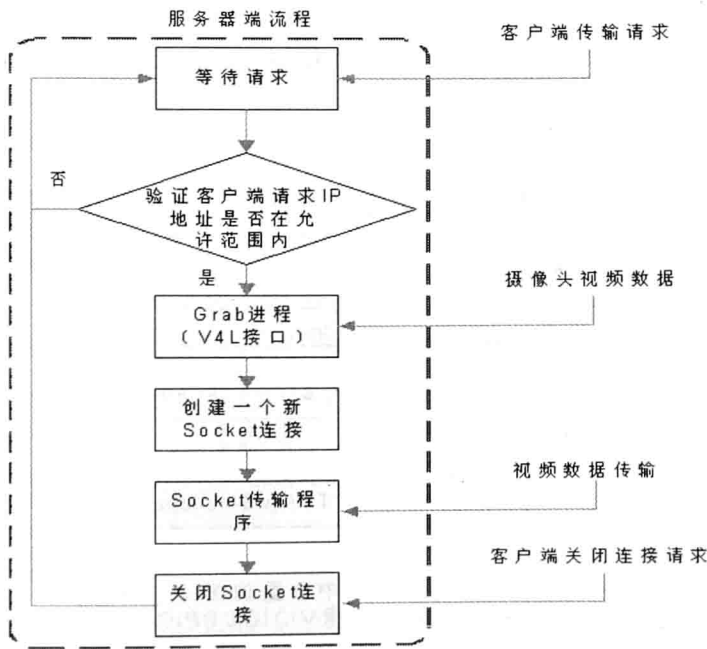 服务器端流程
客户端传输请求
等待请求
否
验证客户端请求IP
地址是否在允
许范围内
是
摄像头视频数据
Grab进程
(V4L接口)
创建一个新
Socket连接
视频数据传输
Socket传输程
序
客户端关闭连接请求
关闭Socket连
接